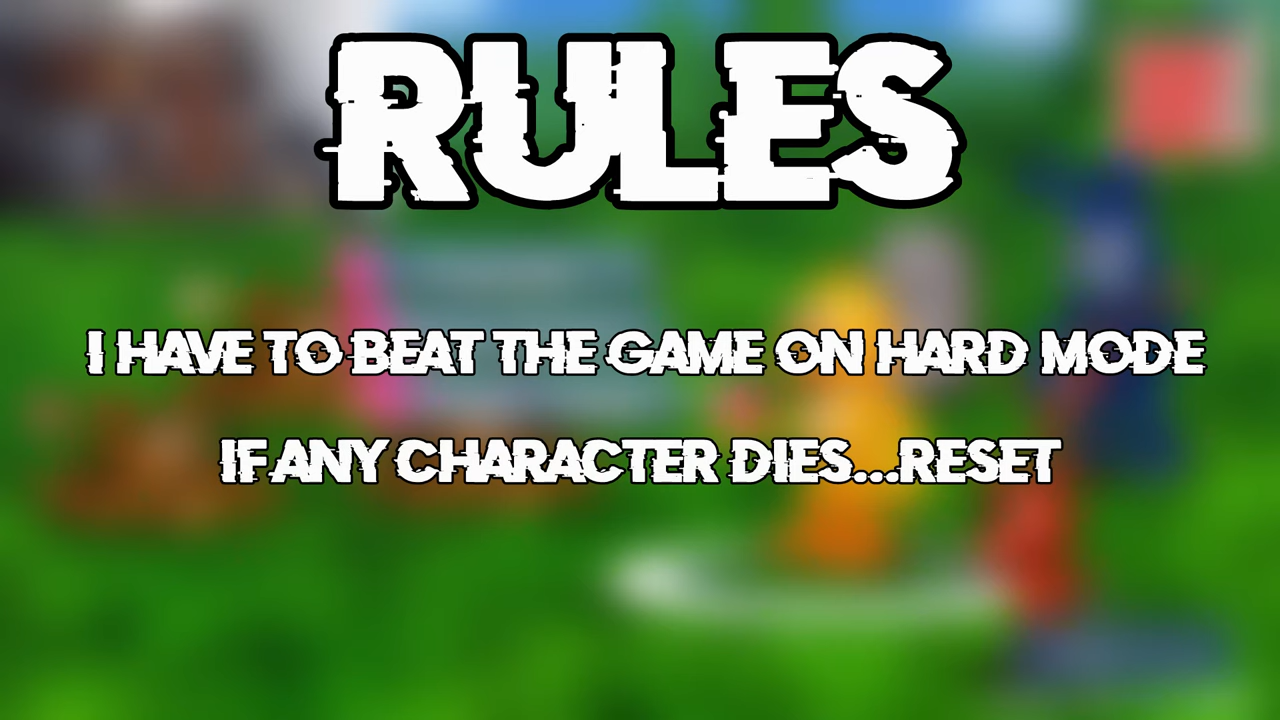 RULES
I HAVE TO BEAT THE GAME ON HARD MODE
IF ANY CHARACTER DIES...RESET